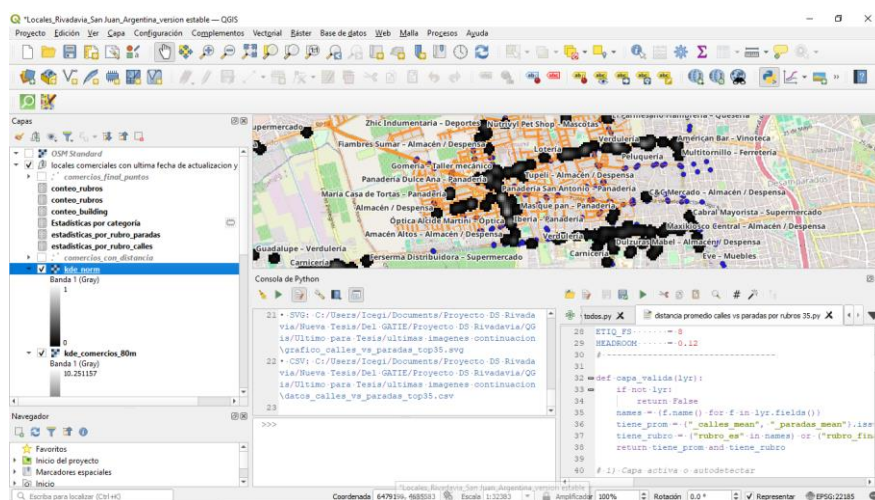 *Locales_Rivadavia_San Juan_Argentina_version estable — QGIS
Proyecto Edición Ver Capa Configuración Complementos Vectorial Ráster Base de datos Web Malla Procesos Ayuda
Capas
OSM Standard
locales comerciales con ultima fecha de actualizacion y
comercios_final_puntos
conteo_rubros
conteo_rubros
conteo_building
Estadísticas por categoría
estadisticas_por_rubro_paradas
estadisticas_por_rubro_calles
comercios_con_distancia
kde_norm
Banda 1 (Gray)
1
0
kde_comercios_80m
Banda 1 (Gray)
10.251157
Navegador
Favoritos
Inicio del proyecto
Marcadores espaciales
Inicio
upermercado
Zhic Indumentaria – Deportes
Nutrivyl Pet Shop – Mascotas
Fiambres Sumar – Almacén / Despensa
Lotería
Verdulería
American Bar – Vinoteca
Peluquería
Multitornillo – Ferretería
Gomería – Taller mecánico
Panadería Dulce Ana – Panadería
Tupeli – Almacén / Despensa
Panadería San Antonio – Panadería
María Casa de Tortas – Panadería
C&GMercado – Almacén / Despensa
Almacén / Despensa
Mas que pan – Panadería
Cabral Mayorista – Supermercado
Óptica Alcide Martini – Óptica
Iberia – Panadería
Maxikiosco Central – Almacén / Despensa
Amacén Altos – Almacén / Despensa
Verdulería
Guadalupe – Verdulería
Dulzuras Mabel – Almacén / Despensa
Carnicería
Ferserma Distribuidora – Supermercado
Carnicería
Eve – Muebles
Consola de Python
21 • SVG: C:/Users/Icegi/Documents/Proyecto DS Rivada
via/Nueva Tesis/Del GATIE/Proyecto DS Rivadavia/QG
is/Ultimo para Tesis/ultimas imagenes continuacion
\grafico_calles_vs_paradas_top35.svg
22 • CSV: C:/Users/Icegi/Documents/Proyecto DS Rivada
via/Nueva Tesis/Del GATIE/Proyecto DS Rivadavia/QG
is/Ultimo para Tesis/ultimas imagenes continuacion
\datos_calles_vs_paradas_top35.csv
23
>>>
todos.py
distancia promedio calles vs paradas por rubros 35.py
28 ETIQ_FS = 8
29 HEADROOM = 0.12
30 # ------------------------------
31
32 def capa_valida(lyr):
33 if not lyr:
34 return False
35 names = {f.name() for f in lyr.fields()}
36 tiene_prom = {"_calles_mean", "_paradas_mean"}.iss
37 tiene_rubro = ("rubro_es" in names) or ("rubro_fin
38 return tiene_prom and tiene_rubro
39
40 # 1) Capa activa o autodetectar
Escriba para localizar (Ctrl+K)
Coordenada
Escala 1:32383
Amplificador 100%
Rotación 0.0 °
Representar
EPSG:22185